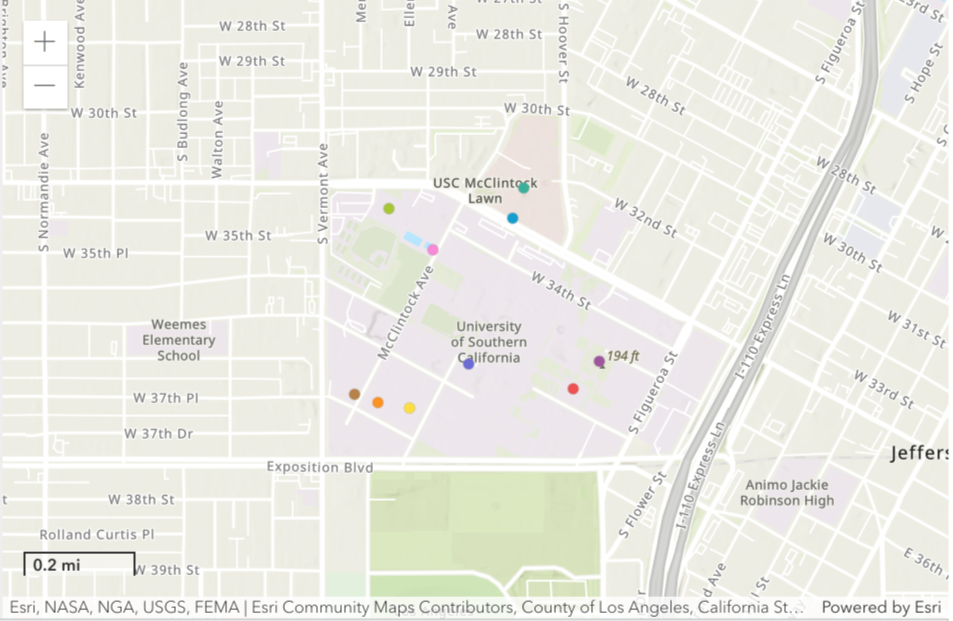 W 27th St
W 28th St
W 28th St
W 29th St
W 29th St
W 30th St
W 30th St
Kenwood Ave
S Budlong Ave
Walton Ave
S Normandie Ave
S Vermont Ave
Ave
S Hoover St
S Figueroa St
23rd St
S Hope St
W 28th St
W 28th St
USC McClintock
Lawn
W 32nd St
W 30th St
W 35th St
W 35th Pl
W 34th St
McClintock Ave
I-110 Express Ln
W 31st St
Weemes
Elementary
School
University
of Southern
California
194 ft
S Figueroa St
W 33rd St
W 37th Pl
W 37th Dr
Exposition Blvd
I-110 Express Ln
Jeffers
W 38th St
S Flower St
Animo Jackie
Robinson High
Rolland Curtis Pl
0.2 mi
W 39th St
E 36th
Esri, NASA, NGA, USGS, FEMA | Esri Community Maps Contributors, County of Los Angeles, California St...
Powered by Esri